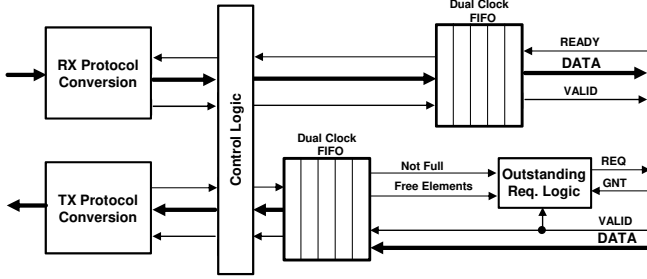 Dual Clock
FIFO
RX Protocol
Conversion
READY
DATA
VALID
Control Logic
Dual Clock
FIFO
TX Protocol
Conversion
Not Full
Free Elements
Outstanding
Req. Logic
REQ
GNT
VALID
DATA